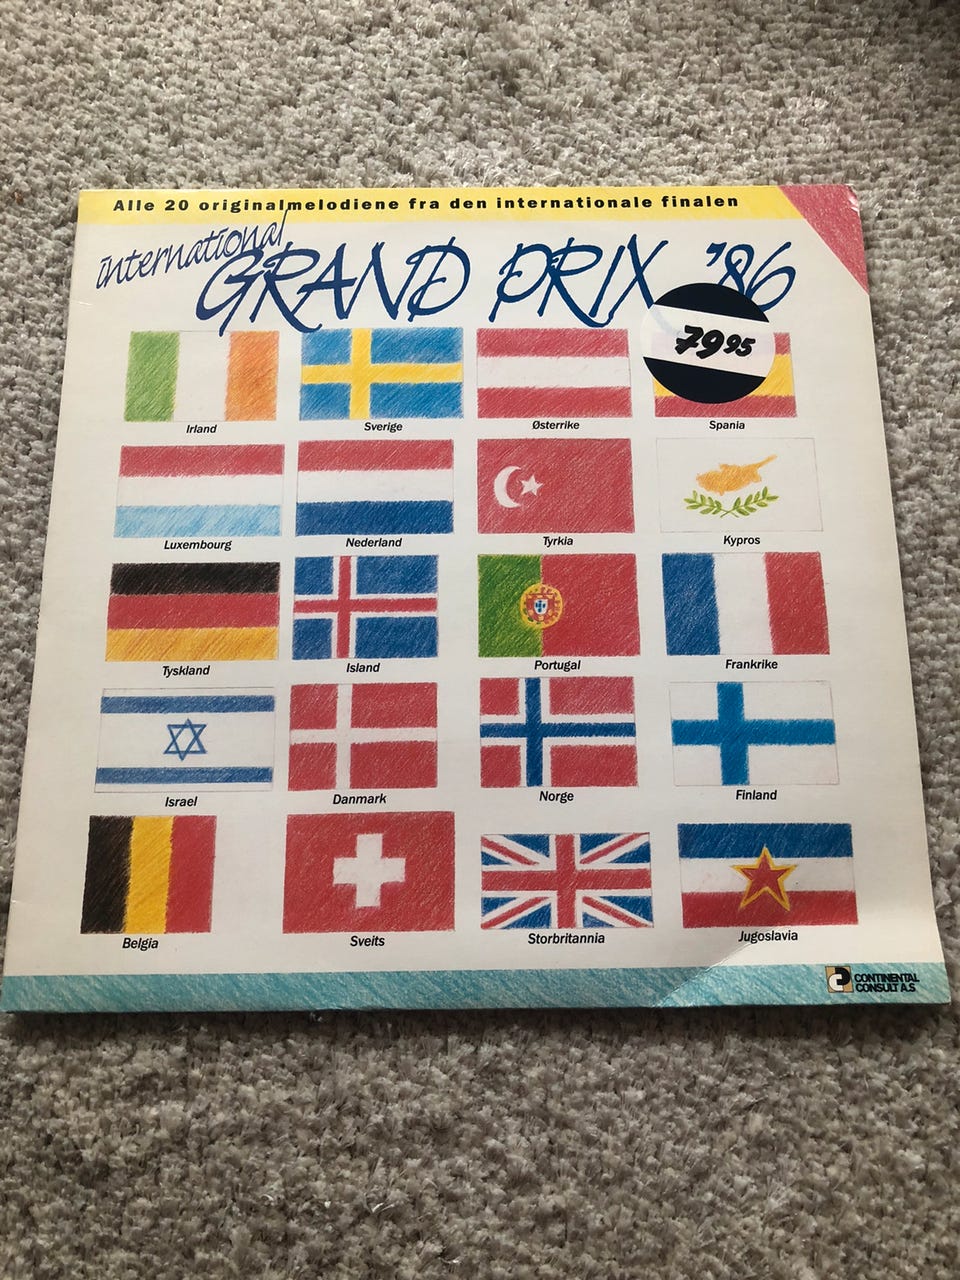 Alle 20 originalmelodiene fra den internationale finalen
international
GRAND PRIX '86
79 95
Irland
Sverige
Østerrike
Spania
Luxembourg
Nederland
Tyrkia
Kypros
Tyskland
Island
Portugal
Frankrike
Israel
Danmark
Norge
Finland
Belgia
Sveits
Storbritannia
Jugoslavia
CONTINENTAL
CONSULT A.S